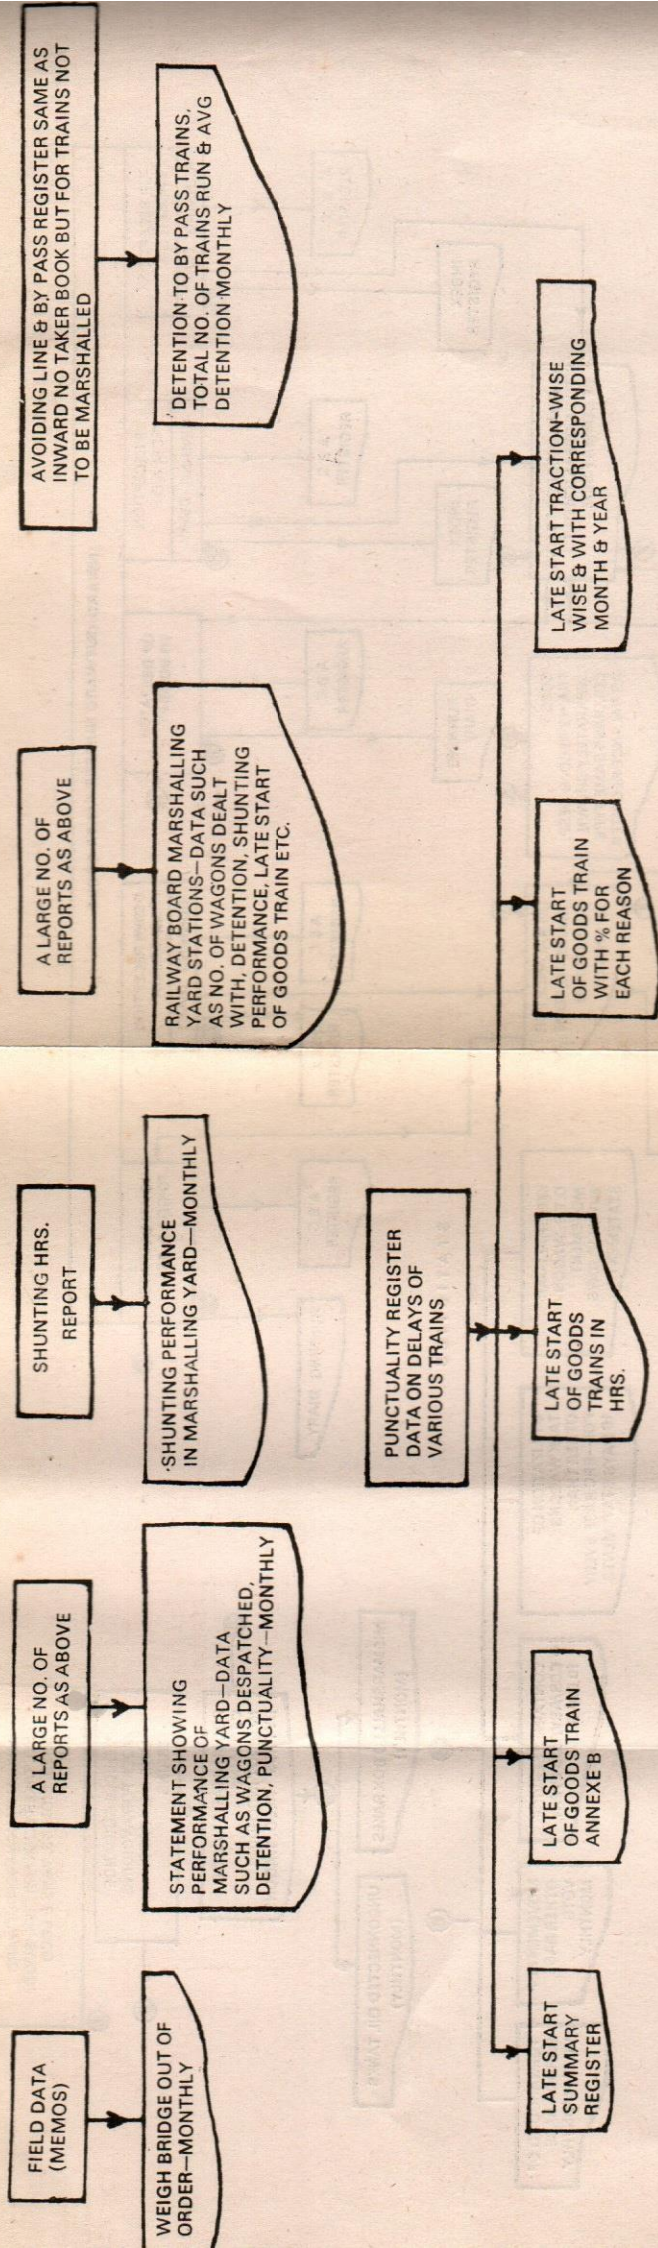 FIELD DATA
(MEMOS)
WEIGH BRIDGE OUT OF
ORDER—MONTHLY
A LARGE NO. OF
REPORTS AS ABOVE
STATEMENT SHOWING
PERFORMANCE OF
MARSHALLING YARD—DATA
SUCH AS WAGONS DESPATCHED,
DETENTION, PUNCTUALITY—MONTHLY
SHUNTING HRS.
REPORT
SHUNTING PERFORMANCE
IN MARSHALLING YARD—MONTHLY
A LARGE NO. OF
REPORTS AS ABOVE
RAILWAY BOARD MARSHALLING
YARD STATIONS—DATA SUCH
AS NO. OF WAGONS DEALT
WITH, DETENTION, SHUNTING
PERFORMANCE, LATE START
OF GOODS TRAIN ETC.
AVOIDING LINE & BY PASS REGISTER SAME AS
INWARD NO TAKER BOOK BUT FOR TRAINS NOT
TO BE MARSHALLED
DETENTION TO BY PASS TRAINS,
TOTAL NO. OF TRAINS RUN & AVG
DETENTION MONTHLY
PUNCTUALITY REGISTER
DATA ON DELAYS OF
VARIOUS TRAINS
LATE START
SUMMARY
REGISTER
LATE START
OF GOODS TRAIN
ANNEXE B
LATE START
OF GOODS
TRAINS IN
HRS.
LATE START
OF GOODS TRAIN
WITH % FOR
EACH REASON
LATE START TRACTION-WISE
WISE & WITH CORRESPONDING
MONTH & YEAR